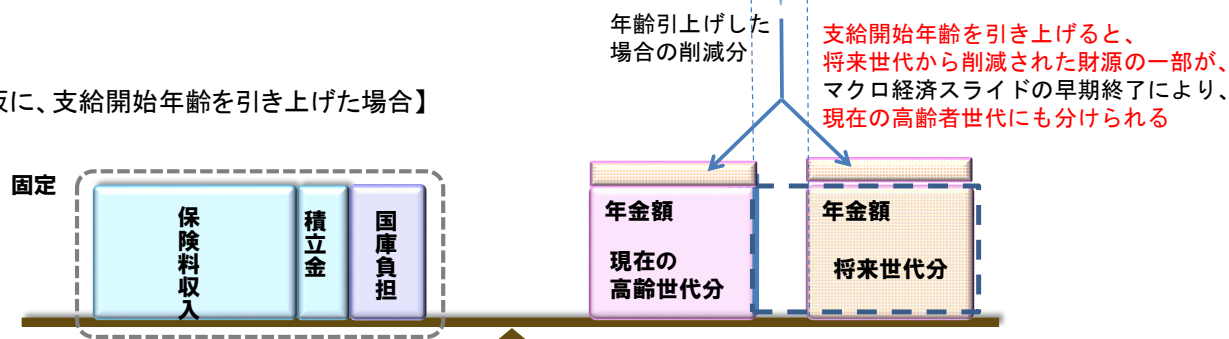 年齢引上げした
場合の削減分
支給開始年齢を引き上げると、
将来世代から削減された財源の一部が、
マクロ経済スライドの早期終了により、
現在の高齢者世代にも分けられる
に、支給開始年齢を引き上げた場合】
固定
保険料収入
積立金
国庫負担
年金額
現在の
高齢世代分
年金額
将来世代分